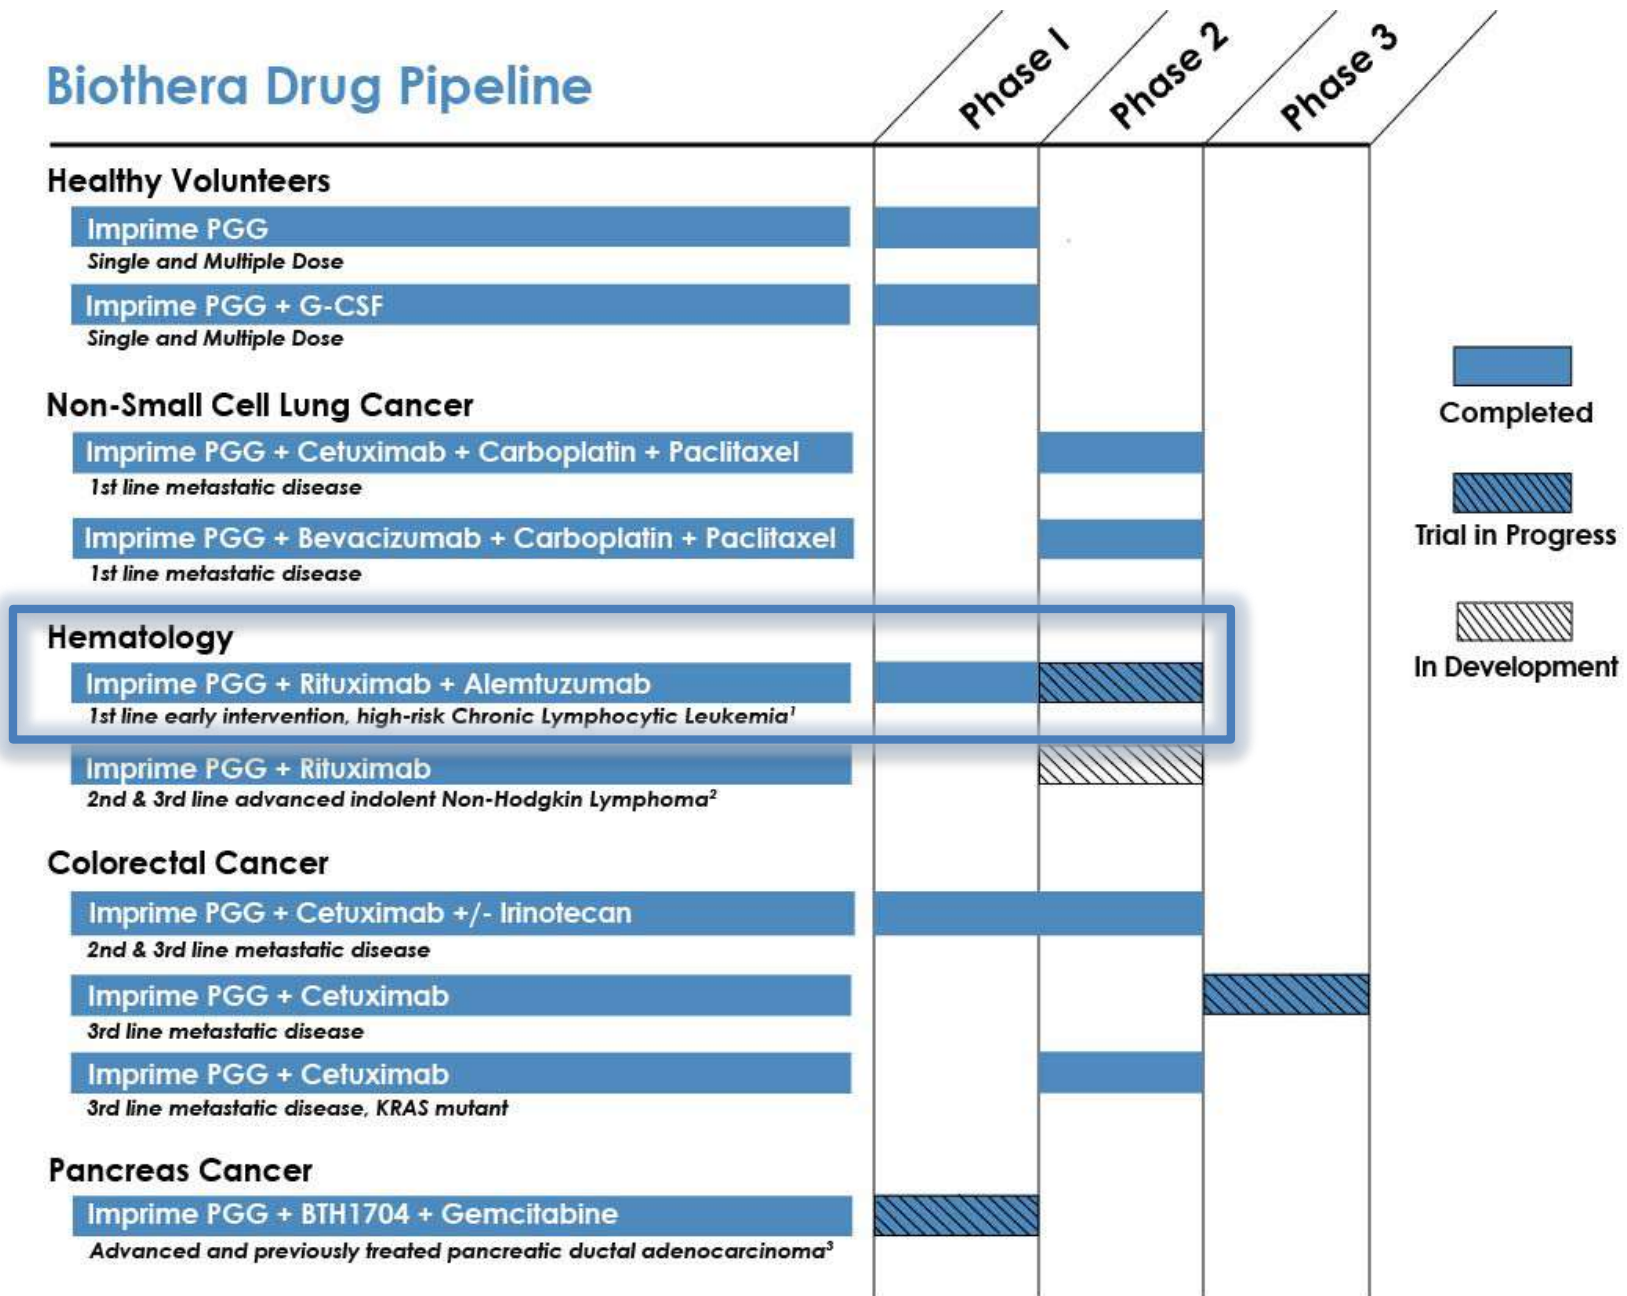 Biothera Drug Pipeline
Phase 1
Phase 2
Phase 3
Healthy Volunteers
Imprime PGG
Single and Multiple Dose
Imprime PGG + G-CSF
Single and Multiple Dose
Non-Small Cell Lung Cancer
Imprime PGG + Cetuximab + Carboplatin + Paclitaxel
1st line metastatic disease
Imprime PGG + Bevacizumab + Carboplatin + Paclitaxel
1st line metastatic disease
Hematology
Imprime PGG + Rituximab + Alemtuzumab
1st line early intervention, high-risk Chronic Lymphocytic Leukemia¹
Imprime PGG + Rituximab
2nd & 3rd line advanced indolent Non-Hodgkin Lymphoma²
Colorectal Cancer
Imprime PGG + Cetuximab +/- Irinotecan
2nd & 3rd line metastatic disease
Imprime PGG + Cetuximab
3rd line metastatic disease
Imprime PGG + Cetuximab
3rd line metastatic disease, KRAS mutant
Pancreas Cancer
Imprime PGG + BTH1704 + Gemcitabine
Advanced and previously treated pancreatic ductal adenocarcinoma³
Completed
Trial in Progress
In Development